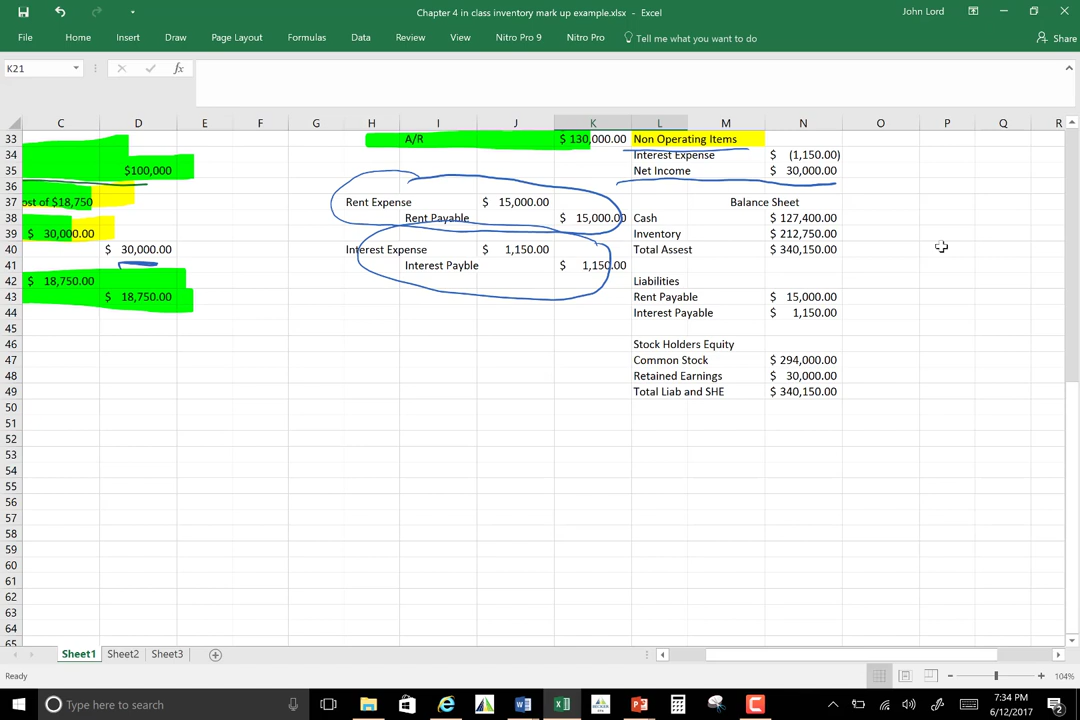 Chapter 4 in class inventory mark up example.xlsx - Excel
John Lord
File Home Insert Draw Page Layout Formulas Data Review View Nitro Pro 9 Nitro Pro Tell me what you want to do Share
K21 fx
C D E F G H I J K L M N O P Q R
33 A/R $ 130,000.00 Non Operating Items
34 Interest Expense $ (1,150.00)
35 $100,000 Net Income $ 30,000.00
36
37 ost of $18,750 Rent Expense $ 15,000.00 Balance Sheet
38 Rent Payable $ 15,000.00 Cash $ 127,400.00
39 $ 30,000.00 Inventory $ 212,750.00
40 $ 30,000.00 Interest Expense $ 1,150.00 Total Assest $ 340,150.00
41 Interest Payble $ 1,150.00
42 $ 18,750.00 Liabilities
43 $ 18,750.00 Rent Payable $ 15,000.00
44 Interest Payable $ 1,150.00
45
46 Stock Holders Equity
47 Common Stock $ 294,000.00
48 Retained Earnings $ 30,000.00
49 Total Liab and SHE $ 340,150.00
50
51
52
53
54
55
56
57
58
59
60
61
62
63
64
65
Sheet1 Sheet2 Sheet3
Ready 104%
Type here to search
7:34 PM
6/12/2017
2